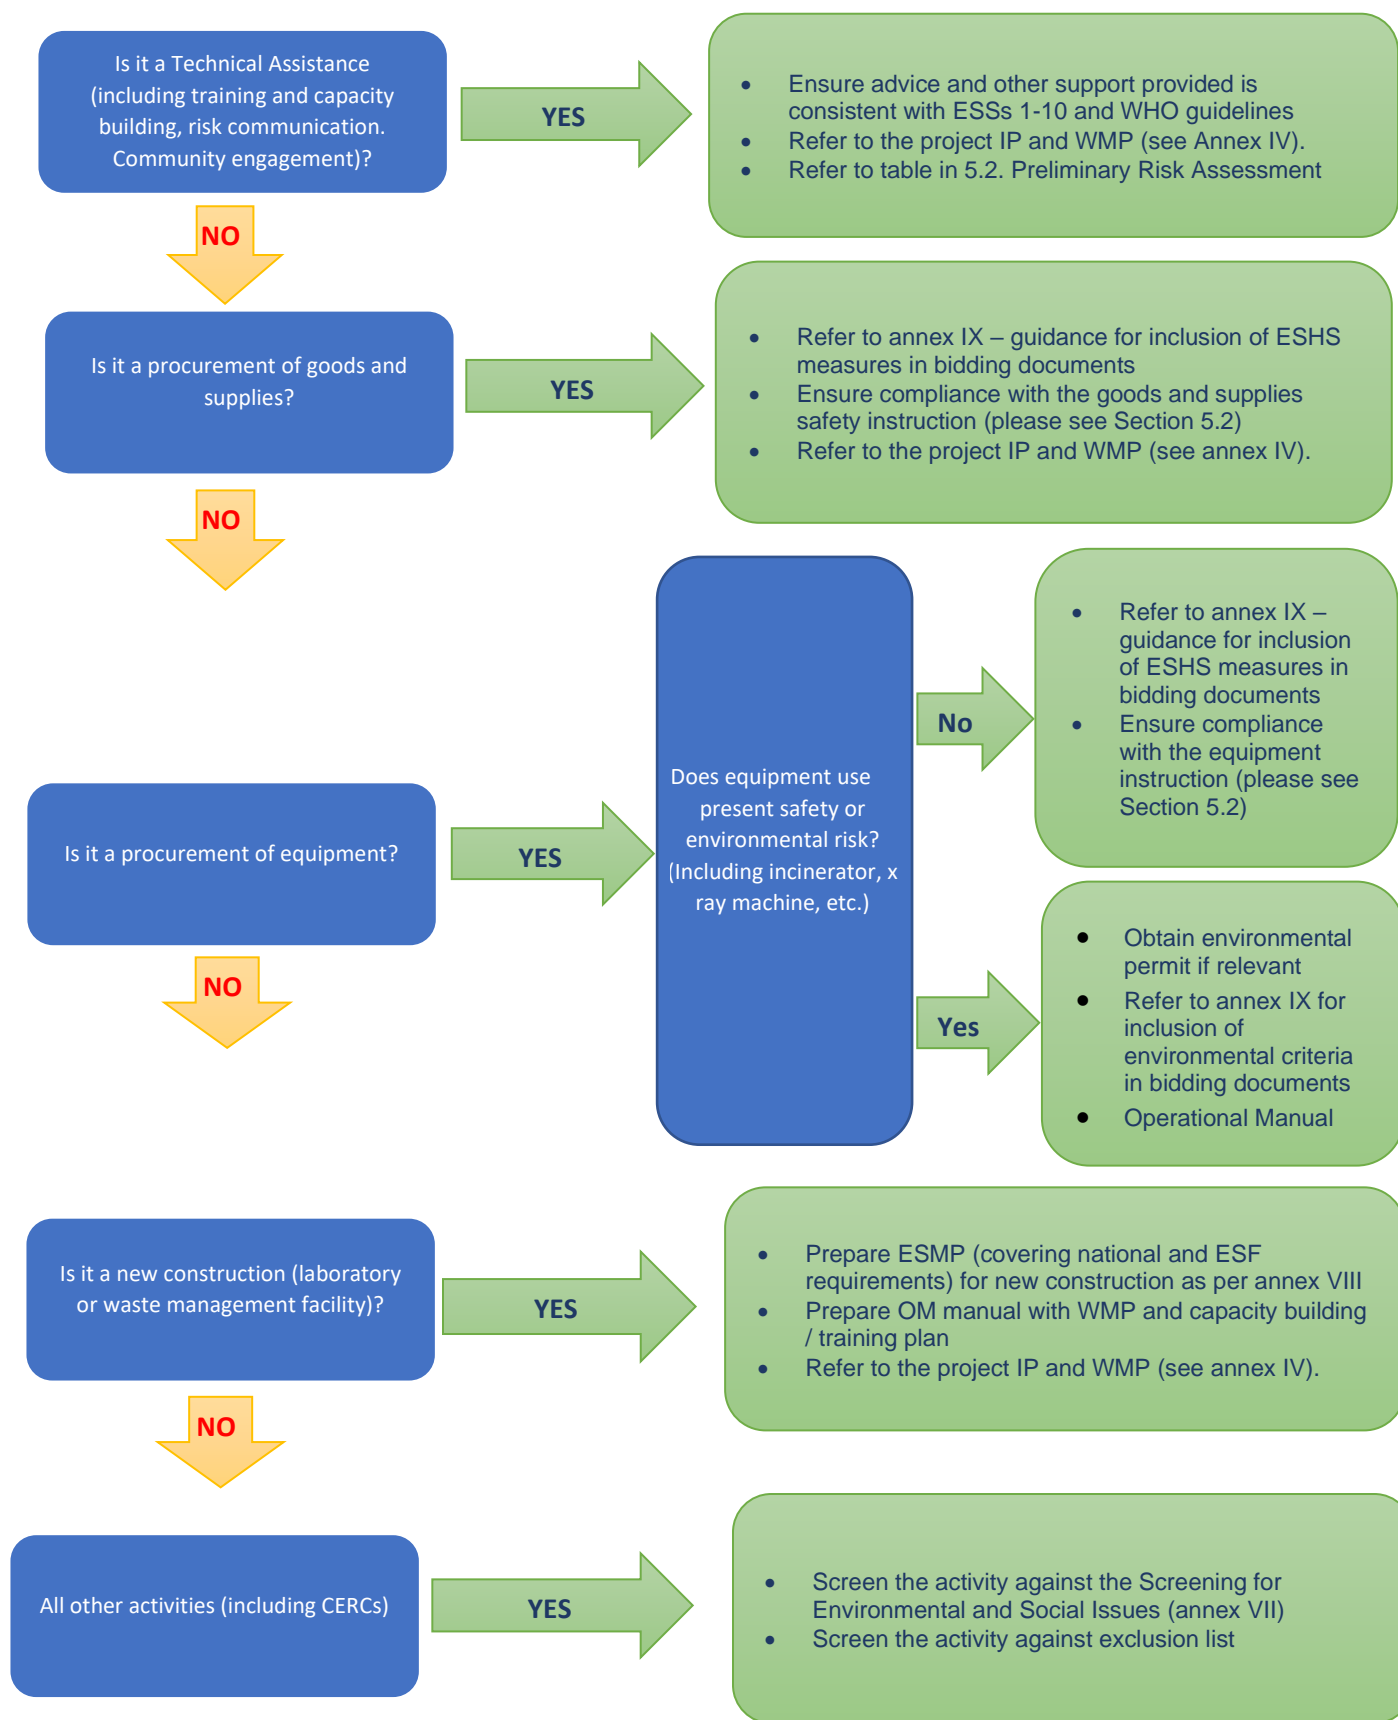 Is it a Technical Assistance
(including training and capacity
building, risk communication.
Community engagement)?
YES
• Ensure advice and other support provided is
consistent with ESSs 1-10 and WHO guidelines
• Refer to the project IP and WMP (see Annex IV).
• Refer to table in 5.2. Preliminary Risk Assessment
NO
Is it a procurement of goods and
supplies?
YES
• Refer to annex IX – guidance for inclusion of ESHS
measures in bidding documents
• Ensure compliance with the goods and supplies
safety instruction (please see Section 5.2)
• Refer to the project IP and WMP (see annex IV).
NO
Is it a procurement of equipment?
YES
Does equipment use
present safety or
environmental risk?
(Including incinerator, x
ray machine, etc.)
No
• Refer to annex IX –
guidance for inclusion
of ESHS measures in
bidding documents
• Ensure compliance
with the equipment
instruction (please see
Section 5.2)
Yes
• Obtain environmental
permit if relevant
• Refer to annex IX for
inclusion of
environmental criteria
in bidding documents
• Operational Manual
NO
Is it a new construction (laboratory
or waste management facility)?
YES
• Prepare ESMP (covering national and ESF
requirements) for new construction as per annex VIII
• Prepare OM manual with WMP and capacity building
/ training plan
• Refer to the project IP and WMP (see annex IV).
NO
All other activities (including CERCs)
YES
• Screen the activity against the Screening for
Environmental and Social Issues (annex VII)
• Screen the activity against exclusion list